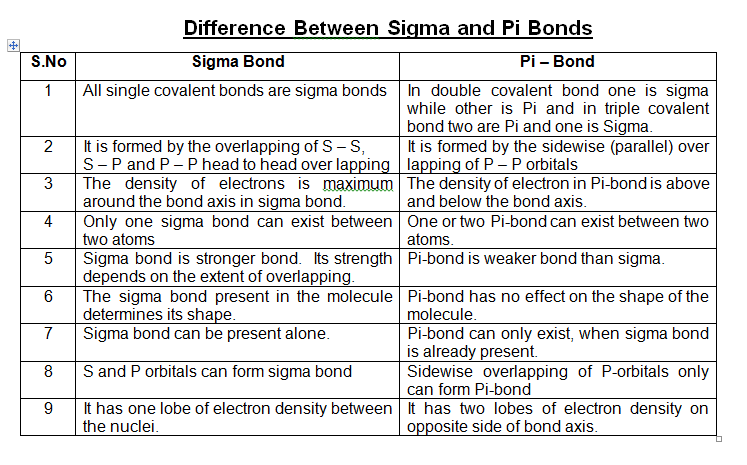 Difference Between Sigma and Pi Bonds
S.No Sigma Bond Pi – Bond
1 All single covalent bonds are sigma bonds In double covalent bond one is sigma
while other is Pi and in triple covalent
bond two are Pi and one is Sigma.
2 It is formed by the overlapping of S – S, It is formed by the sidewise (parallel) over
S – P and P – P head to head over lapping lapping of P – P orbitals
3 The density of electrons is maximum The density of electron in Pi-bond is above
around the bond axis in sigma bond. and below the bond axis.
4 Only one sigma bond can exist between One or two Pi-bond can exist between two
two atoms atoms.
5 Sigma bond is stronger bond. Its strength Pi-bond is weaker bond than sigma.
depends on the extent of overlapping.
6 The sigma bond present in the molecule Pi-bond has no effect on the shape of the
determines its shape. molecule.
7 Sigma bond can be present alone. Pi-bond can only exist, when sigma bond
is already present.
8 S and P orbitals can form sigma bond Sidewise overlapping of P-orbitals only
can form Pi-bond
9 It has one lobe of electron density between It has two lobes of electron density on
the nuclei. opposite side of bond axis.